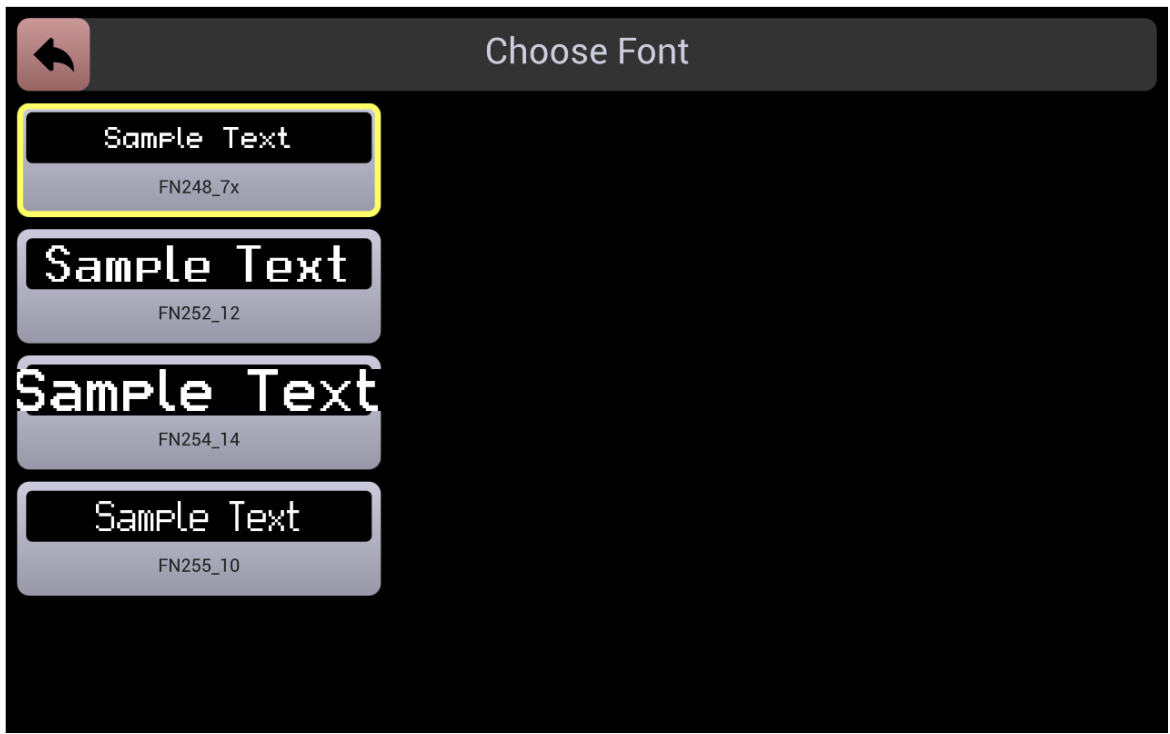 Choose Font
Sample Text
FN248_7x
Sample Text
FN252_12
Sample Text
FN254_14
Sample Text
FN255_10